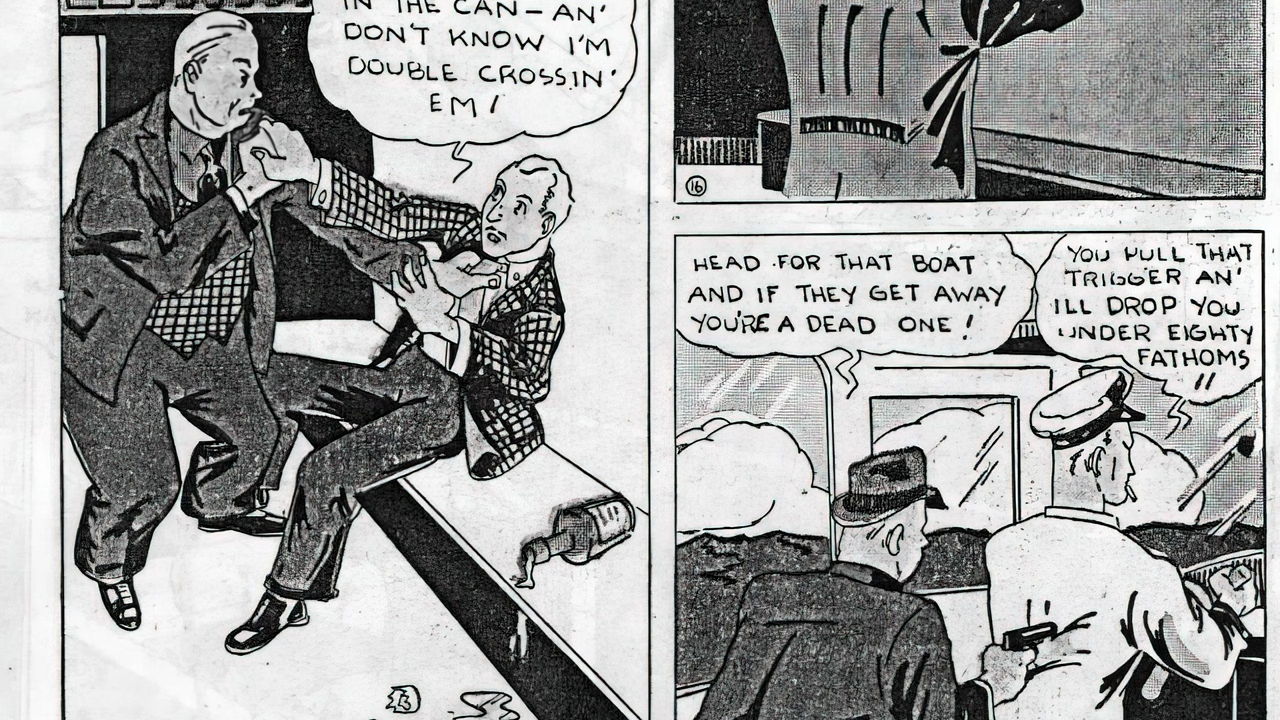 IN THE CAN - AN'
DON'T KNOW I'M
DOUBLE CROSSIN'
EM!
16
HEAD FOR THAT BOAT
AND IF THEY GET AWAY
YOU'RE A DEAD ONE!
YOU PULL THAT
TRIGGER AN'
ILL DROP YOU
UNDER EIGHTY
FATHOMS
!!